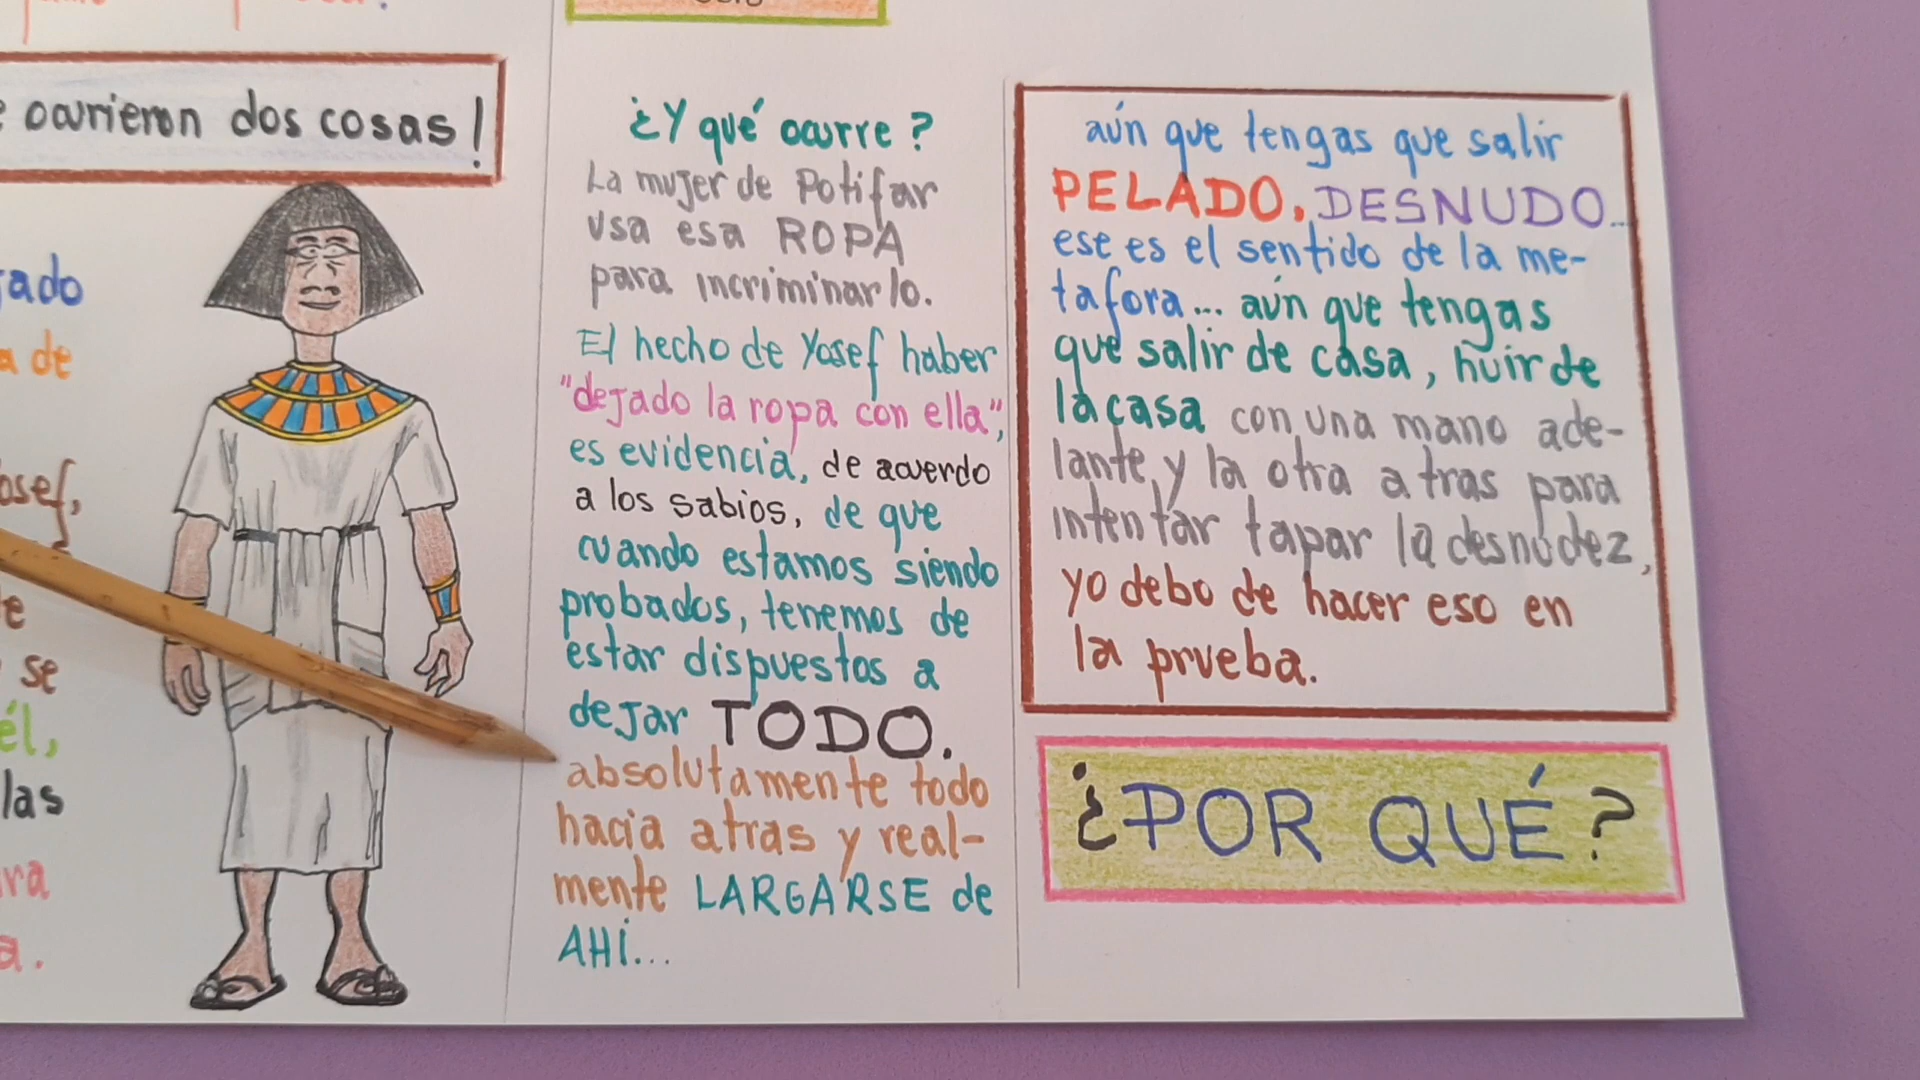 ocurrieron dos cosas!
ado
a de
osef,
e
se
él,
las
ra
a.
¿Y qué ocurre?
La mujer de Potifar
usa esa ROPA
para incriminarlo.
El hecho de Yosef haber
"dejado la ropa con ella",
es evidencia, de acuerdo
a los sabios, de que
cuando estamos siendo
probados, tenemos de
estar dispuestos a
dejar TODO.
absolutamente todo
hacia atras y real-
mente LARGARSE de
AHÍ...
aún que tengas que salir
PELADO, DESNUDO...
ese es el sentido de la me-
tafora... aún que tengas
que salir de casa, huir de
la casa con una mano ade-
lante y la otra atras para
intentar tapar la desnudez,
yo debo de hacer eso en
la prueba.
¿POR QUÉ?